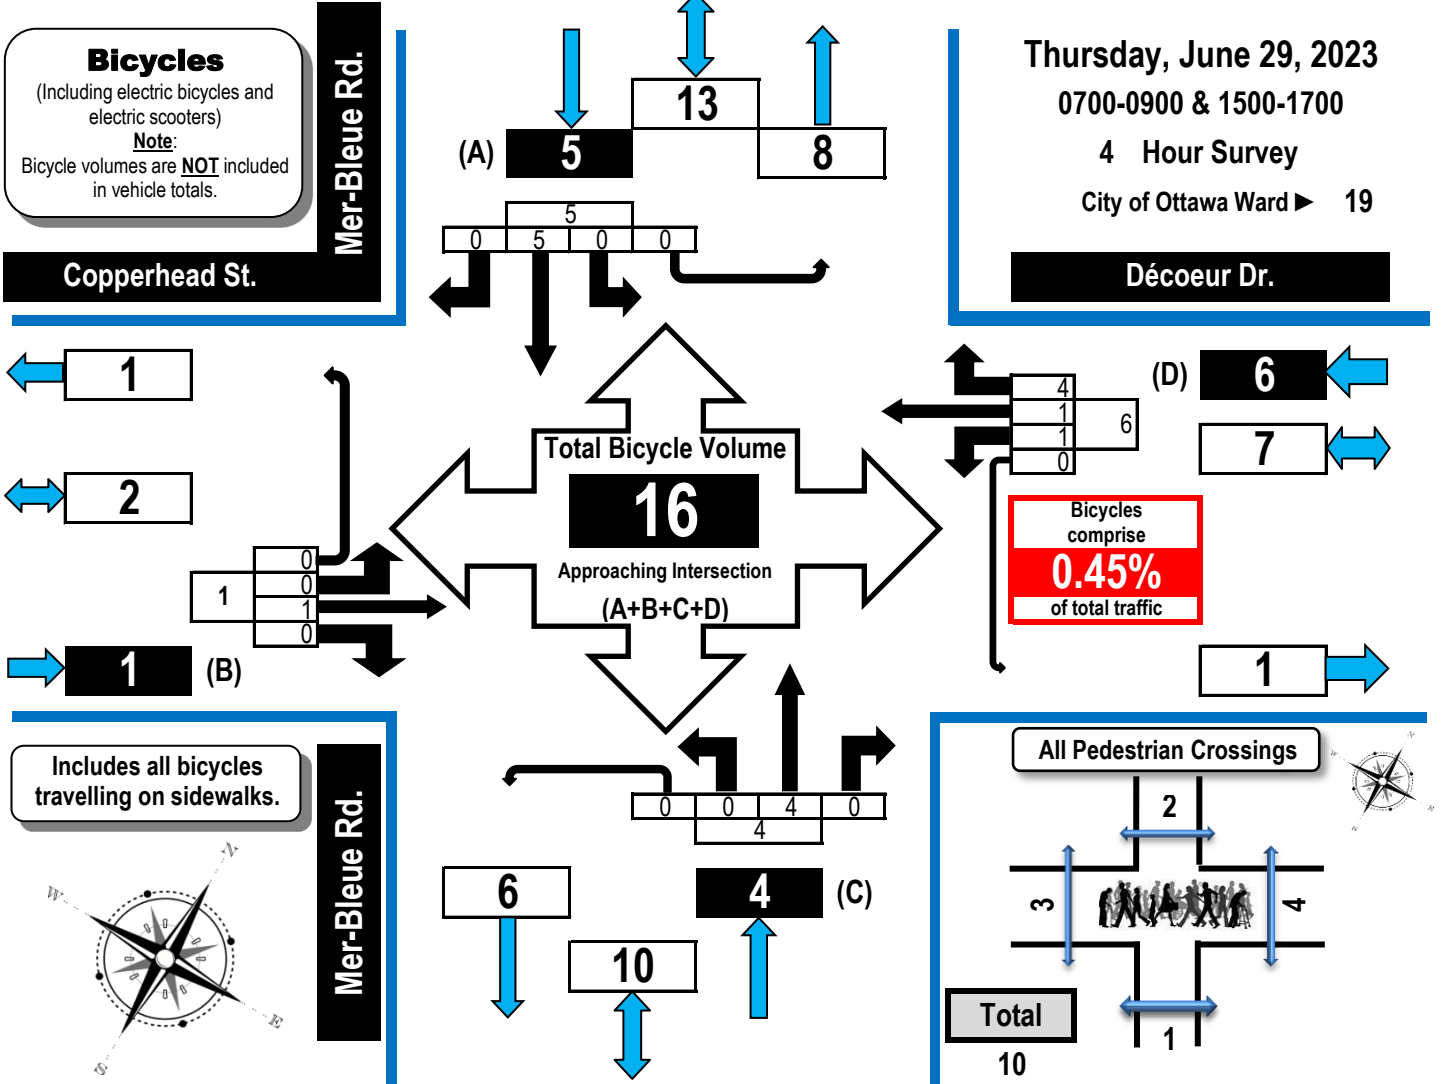 Bicycles
(Including electric bicycles and
electric scooters)
Note:
Bicycle volumes are NOT included
in vehicle totals.
Mer-Bleue Rd.
Copperhead St.
13
(A) 5
8
5
0 5 0 0
Thursday, June 29, 2023
0700-0900 & 1500-1700
4 Hour Survey
City of Ottawa Ward ► 19
Décoeur Dr.
1
2
0
0
1
1
0
1 (B)
Total Bicycle Volume
16
Approaching Intersection
(A+B+C+D)
(D) 6
7
4
1
6
1
0
Bicycles
comprise
0.45%
of total traffic
1
Includes all bicycles
travelling on sidewalks.
Mer-Bleue Rd.
N
W
E
S
0 0 4 0
4
6
4 (C)
10
All Pedestrian Crossings
N
W
E
S
2
3
4
1
Total
10